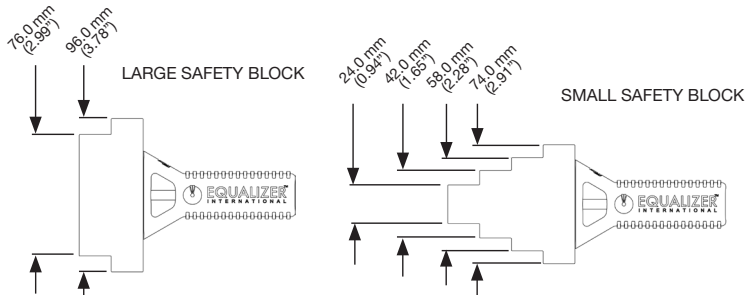 76.0 mm
(2.99”)
96.0 mm
(3.78”)
LARGE SAFETY BLOCK
EQUALIZER™
INTERNATIONAL
24.0 mm
(0.94”)
42.0 mm
(1.65”)
58.0 mm
(2.28”)
74.0 mm
(2.91”)
SMALL SAFETY BLOCK
EQUALIZER™
INTERNATIONAL